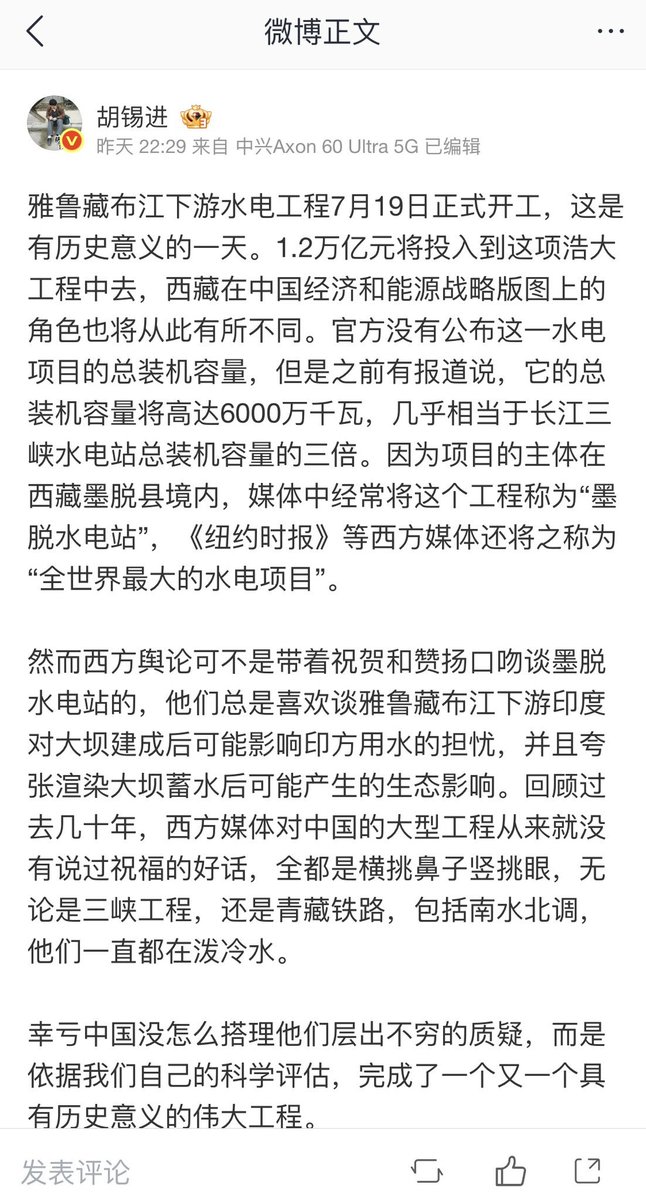 微博正文
胡锡进
昨天 22:29 来自 中兴Axon 60 Ultra 5G 已编辑
雅鲁藏布江下游水电工程7月19日正式开工，这是
有历史意义的一天。1.2万亿元将投入到这项浩大
工程中去，西藏在中国经济和能源战略版图上的
角色也将从此有所不同。官方没有公布这一水电
项目的总装机容量，但是之前有报道说，它的总
装机容量将高达6000万千瓦，几乎相当于长江三
峡水电站总装机容量的三倍。因为项目的主体在
西藏墨脱县境内，媒体中经常将这个工程称为“墨
脱水电站”，《纽约时报》等西方媒体还将之称为
“全世界最大的水电项目”。
然而西方舆论可不是带着祝贺和赞扬口吻谈墨脱
水电站的，他们总是喜欢谈雅鲁藏布江下游印度
对大坝建成后可能影响印方用水的担忧，并且夸
张渲染大坝蓄水后可能产生的生态影响。回顾过
去几十年，西方媒体对中国的大型工程从来就没
有说过祝福的好话，全都是横挑鼻子竖挑眼，无
论是三峡工程，还是青藏铁路，包括南水北调，
他们一直都在泼冷水。
幸亏中国没怎么搭理他们层出不穷的质疑，而是
依据我们自己的科学评估，完成了一个又一个具
有历史意义的伟大工程。
发表评论